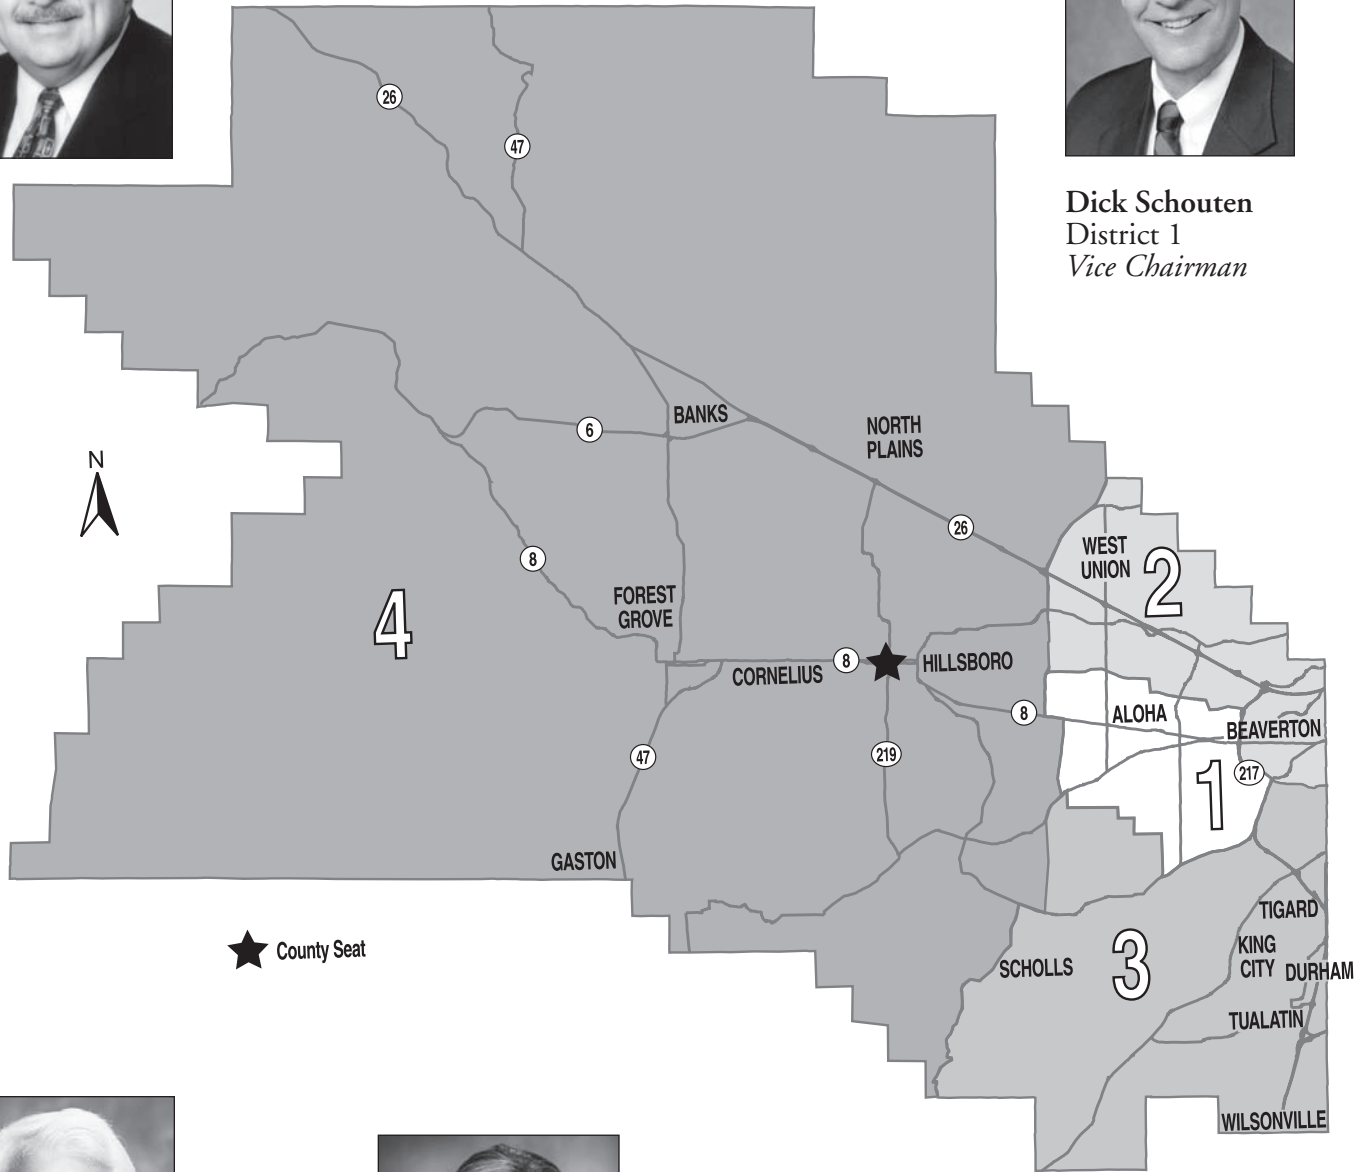 26
47
Dick Schouten
District 1
Vice Chairman
BANKS
6
NORTH
PLAINS
N
26
WEST
UNION
2
8
FOREST
GROVE
4
CORNELIUS
8
HILLSBORO
8
ALOHA
BEAVERTON
47
219
1
217
GASTON
TIGARD
County Seat
KING
CITY
SCHOLLS
3
DURHAM
TUALATIN
WILSONVILLE